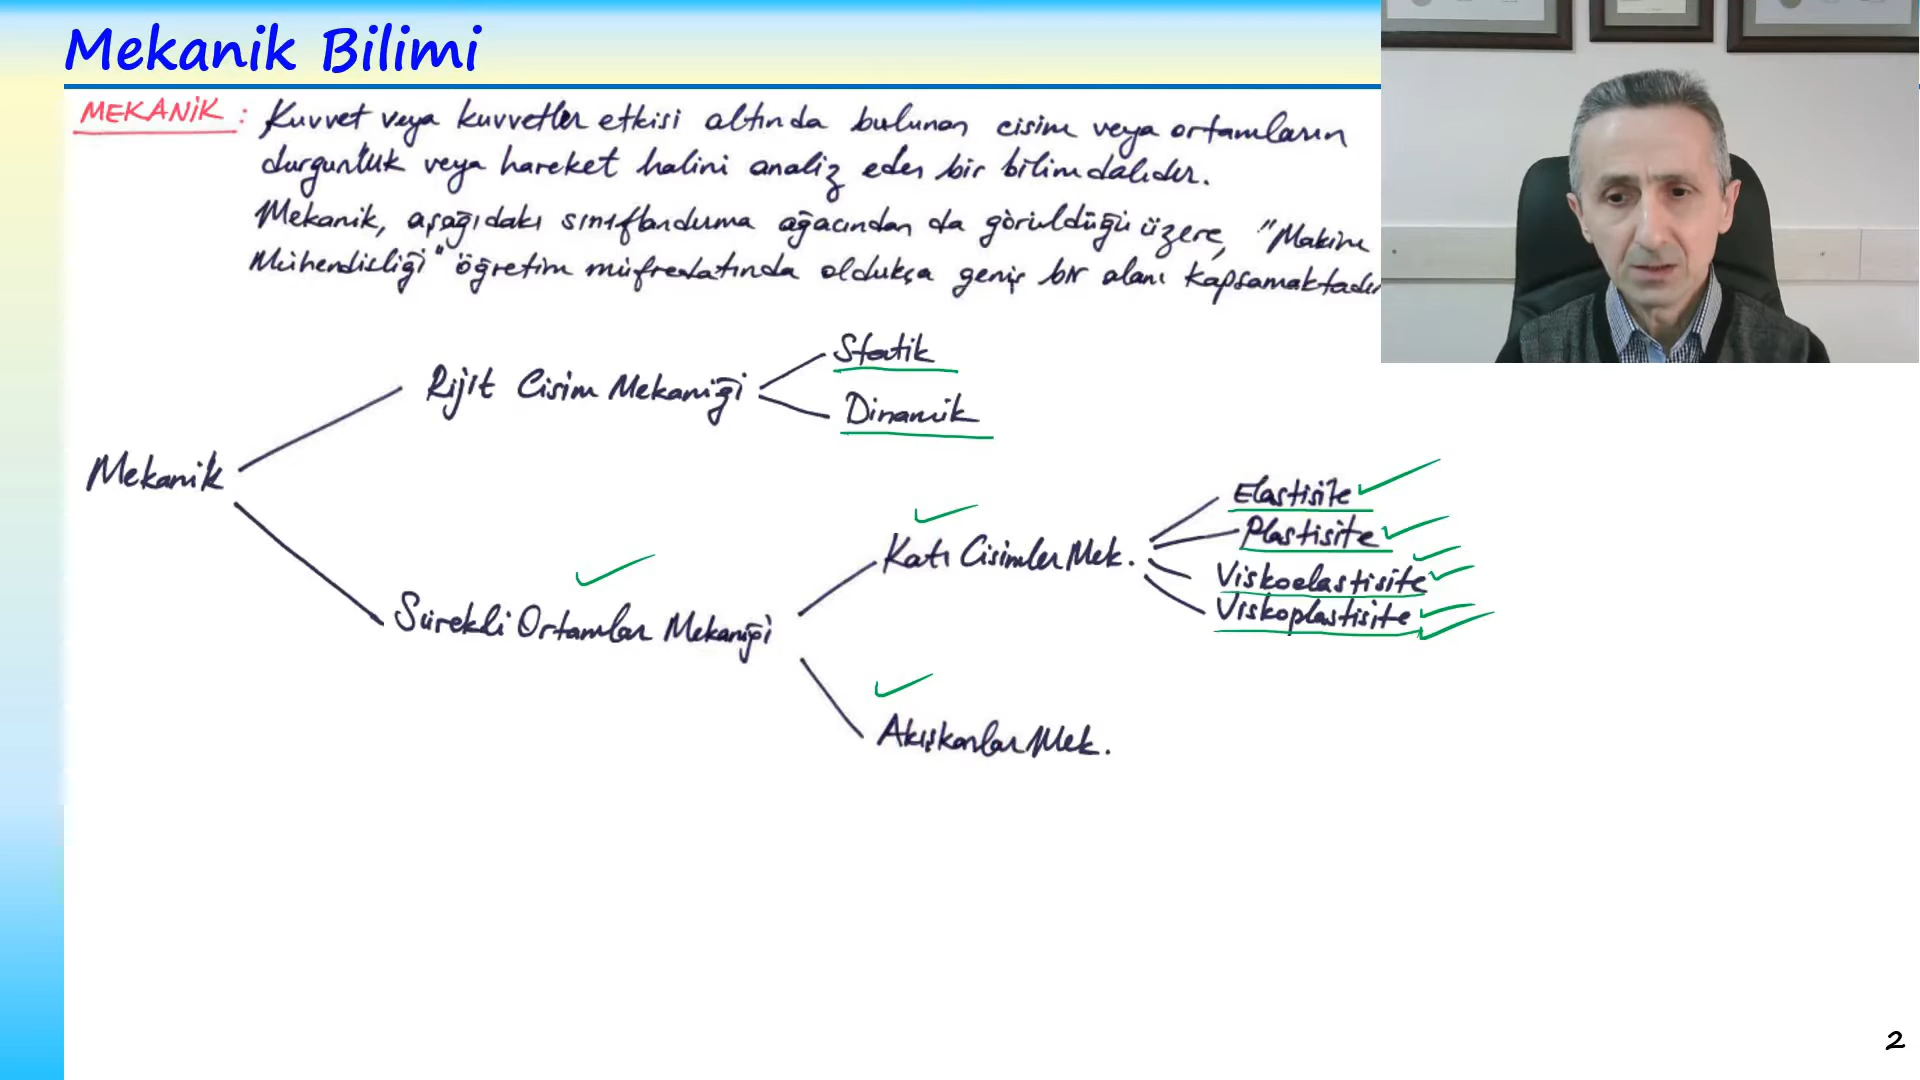 Mekanik Bilimi
MEKANİK : Kuvvet veya kuvvetler etkisi altında bulunan cisim veya ortamların
durgunluk veya hareket halini analiz eden bir bilim dalıdır.
Mekanik, aşağıdaki sınıflandırma ağacından da görüldüğü üzere, "Makine
Mühendisliği" öğretim müfredatında oldukça geniş bir alanı kapsamaktadır
Statik
Rijit Cisim Mekaniği
Dinamik
Mekanik
Elastisite
Plastisite
Katı Cisimler Mek.
Viskoelastisite
Viskoplastisite
Sürekli Ortamlar Mekaniği
Akışkanlar Mek.
2